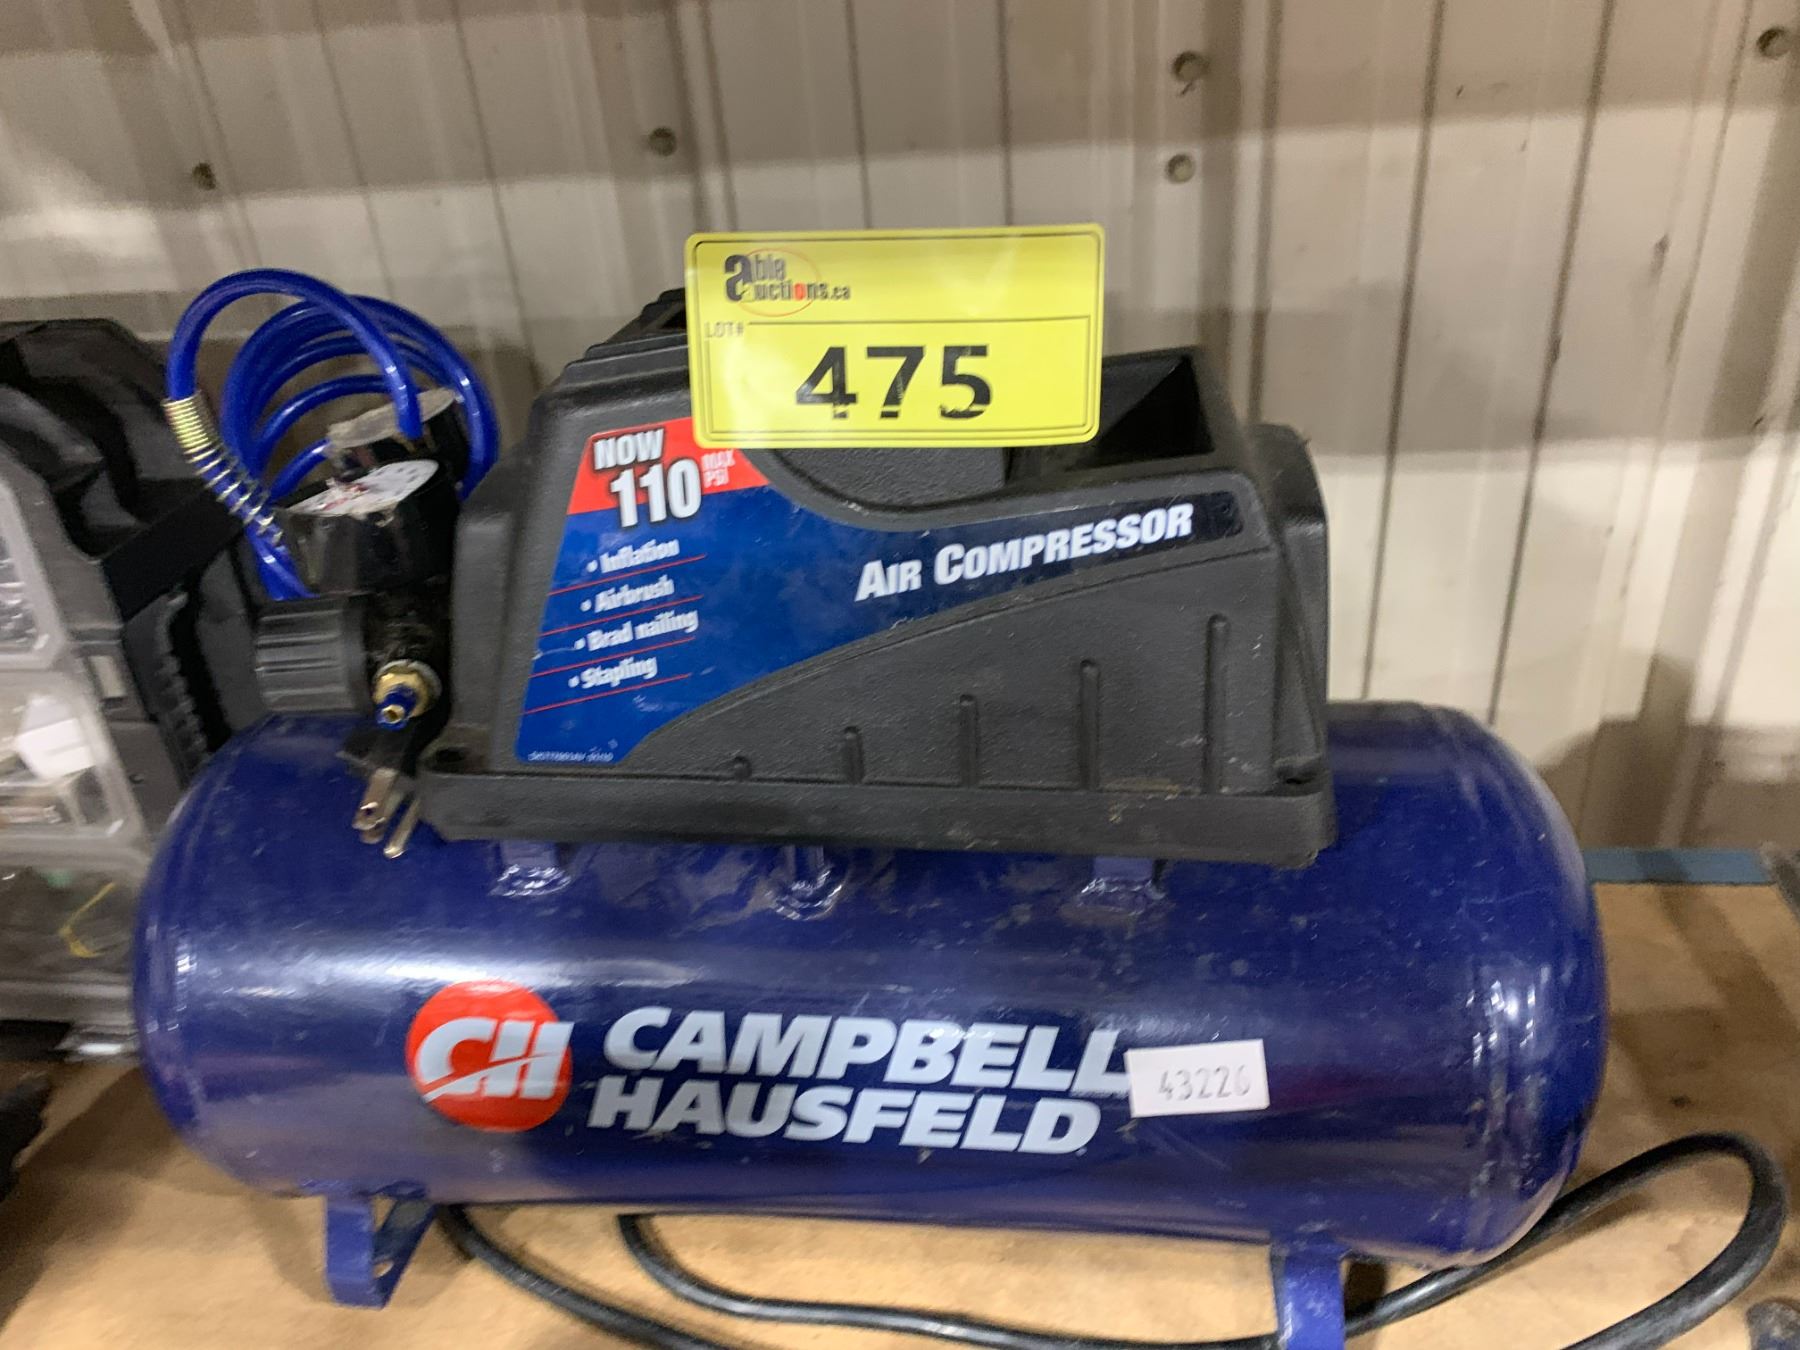 able
auctions.ca
LOT#
475
NOW
110 MAX PSI
• Inflation
• Airbrush
• Brad nailing
• Stapling
AIR COMPRESSOR
CH CAMPBELL
HAUSFELD
43226